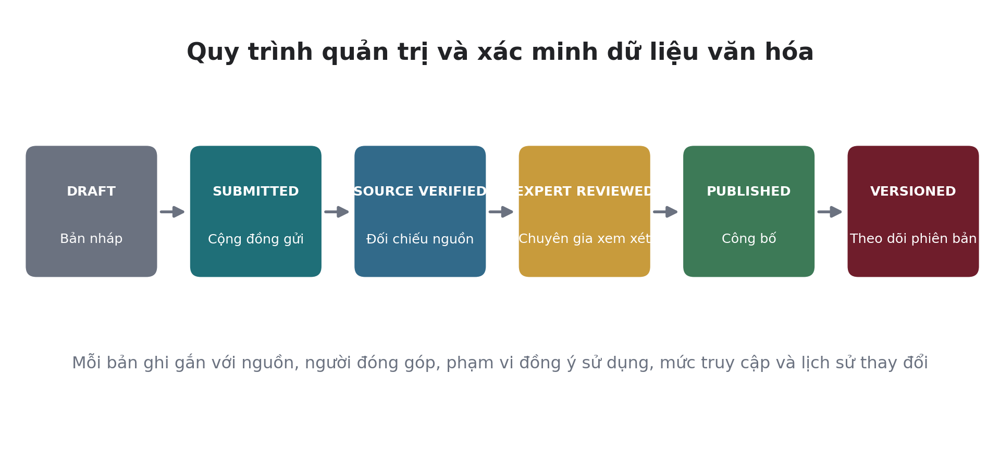 Quy trình quản trị và xác minh dữ liệu văn hóa
DRAFT
Bản nháp
SUBMITTED
Cộng đồng gửi
SOURCE VERIFIED
Đối chiếu nguồn
EXPERT REVIEWED
Chuyên gia xem xét
PUBLISHED
Công bố
VERSIONED
Theo dõi phiên bản
Mỗi bản ghi gắn với nguồn, người đóng góp, phạm vi đồng ý sử dụng, mức truy cập và lịch sử thay đổi